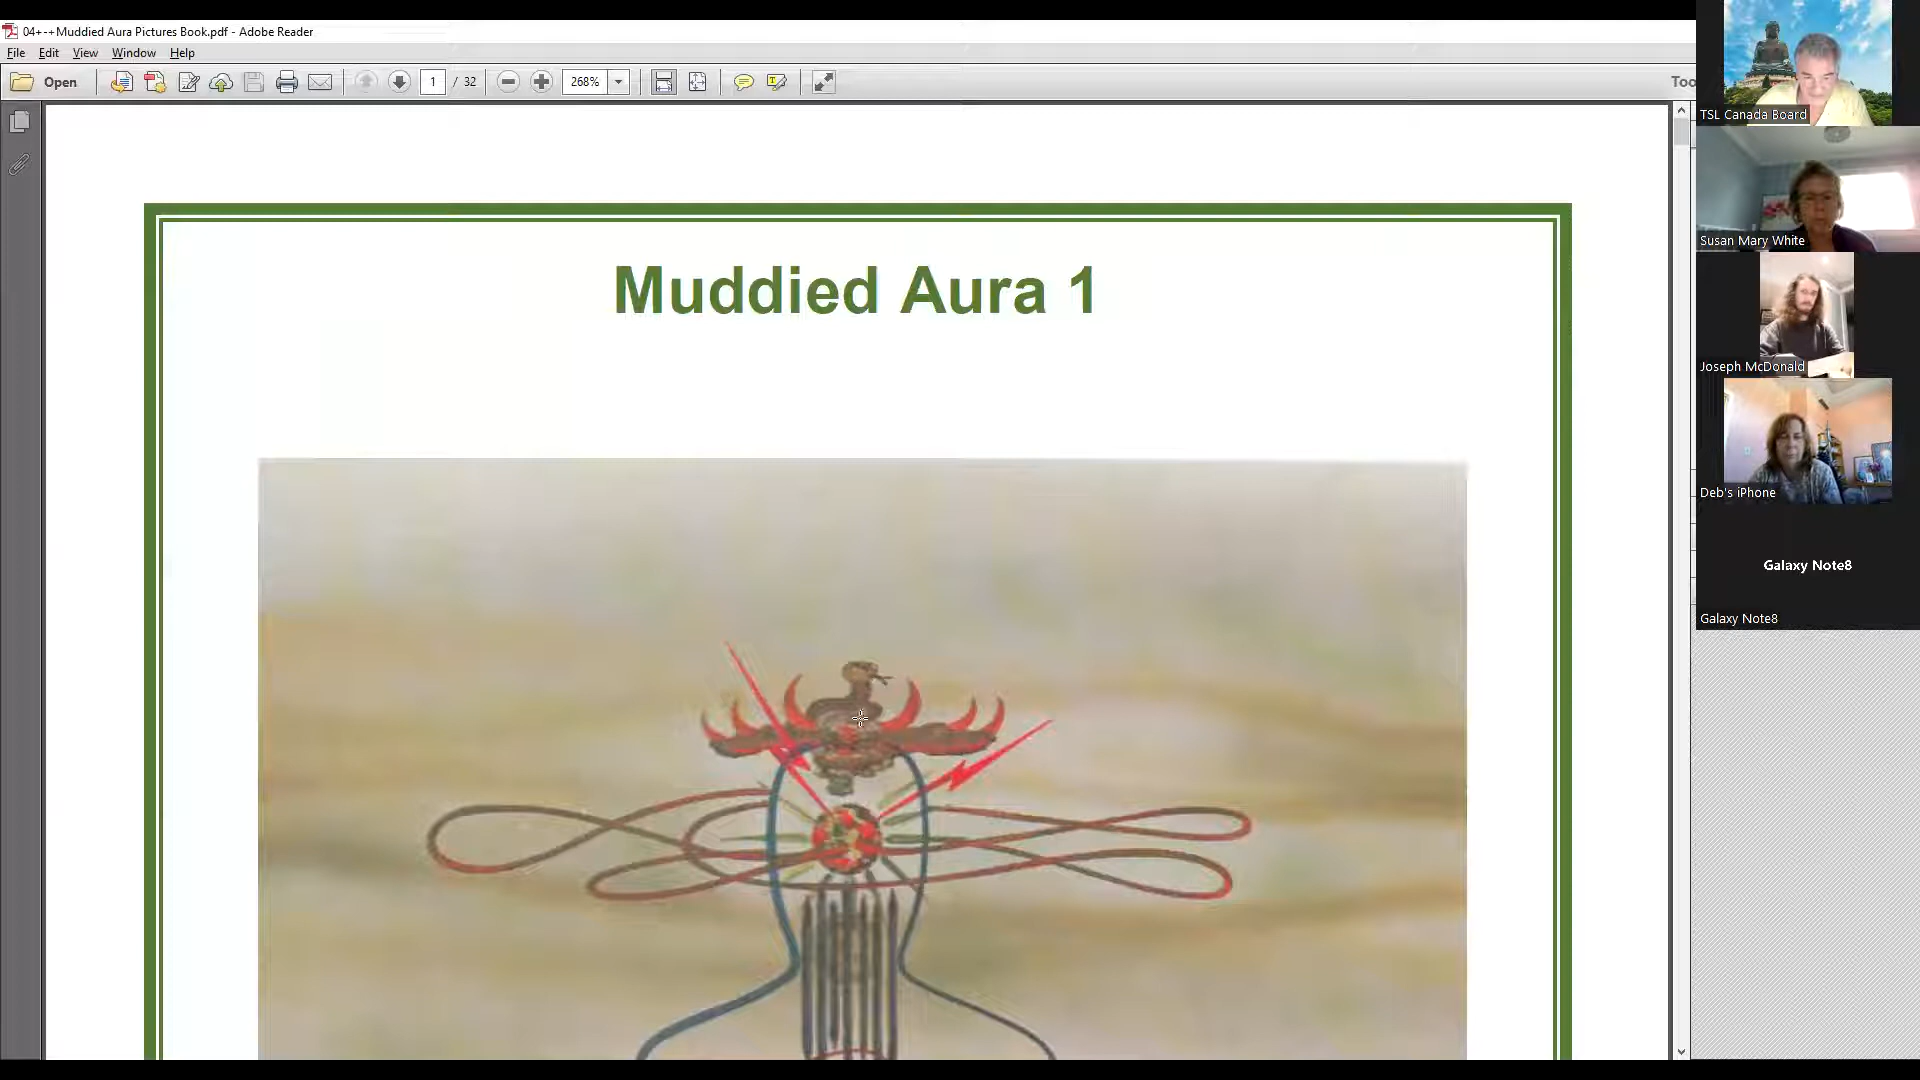 04+-+Muddied Aura Pictures Book.pdf - Adobe Reader
File Edit View Window Help
Open 1 / 32 268% Too
Muddied Aura 1
TSL Canada Board
Susan Mary White
Joseph McDonald
Deb's iPhone
Galaxy Note8
Galaxy Note8